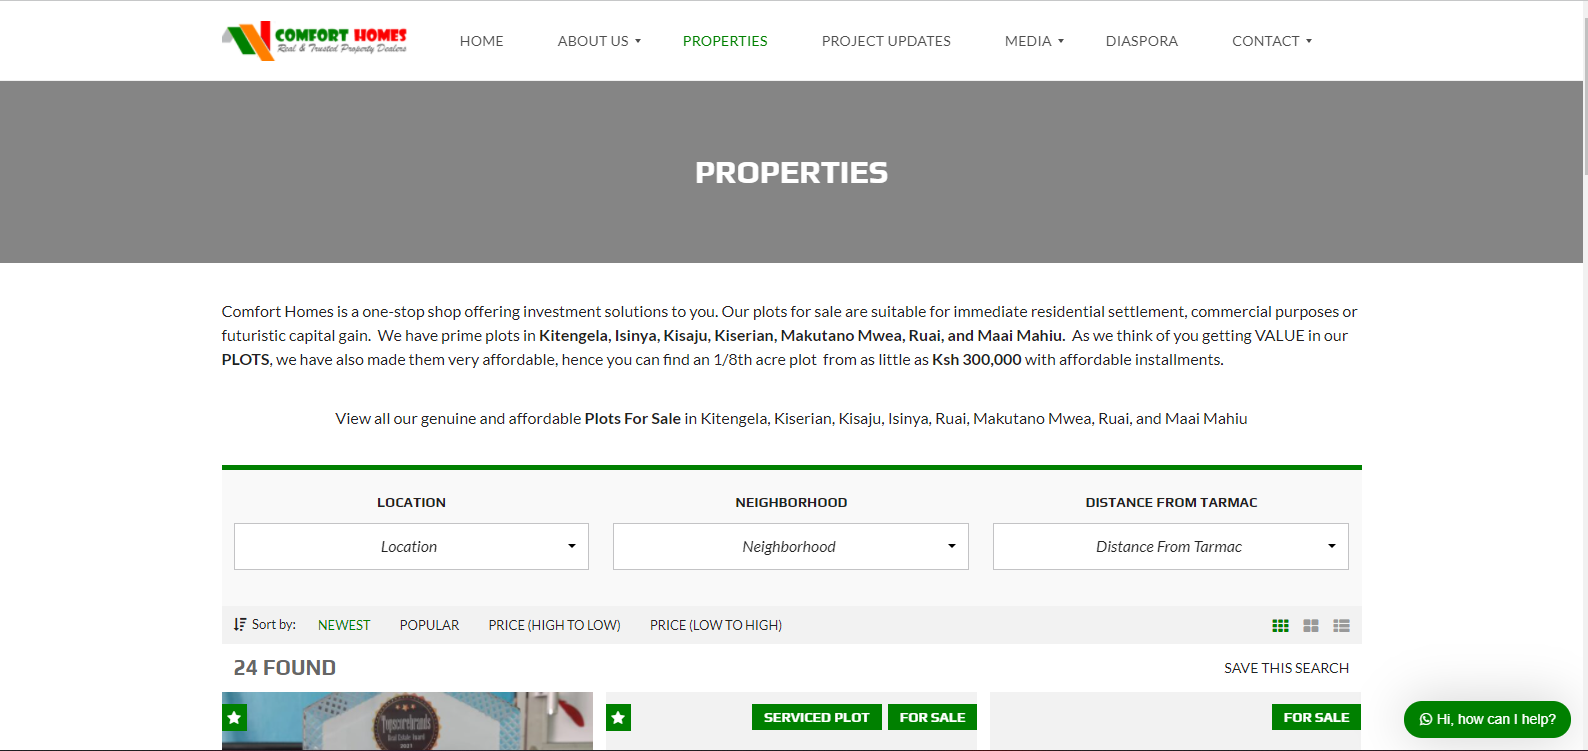 COMFORT HOMES
Real & Trusted Property Dealers
HOME
ABOUT US
PROPERTIES
PROJECT UPDATES
MEDIA
DIASPORA
CONTACT
PROPERTIES
Comfort Homes is a one-stop shop offering investment solutions to you. Our plots for sale are suitable for immediate residential settlement, commercial purposes or
futuristic capital gain. We have prime plots in Kitengela, Isinya, Kisaju, Kiserian, Makutano Mwea, Ruai, and Maai Mahiu. As we think of you getting VALUE in our
PLOTS, we have also made them very affordable, hence you can find an 1/8th acre plot from as little as Ksh 300,000 with affordable installments.
View all our genuine and affordable Plots For Sale in Kitengela, Kiserian, Kisaju, Isinya, Ruai, Makutano Mwea, Ruai, and Maai Mahiu
LOCATION
NEIGHBORHOOD
DISTANCE FROM TARMAC
Location
Neighborhood
Distance From Tarmac
Sort by:
NEWEST
POPULAR
PRICE (HIGH TO LOW)
PRICE (LOW TO HIGH)
24 FOUND
SAVE THIS SEARCH
Topscorebrands
Real Estate Award
2021
SERVICED PLOT
FOR SALE
FOR SALE
Hi, how can I help?